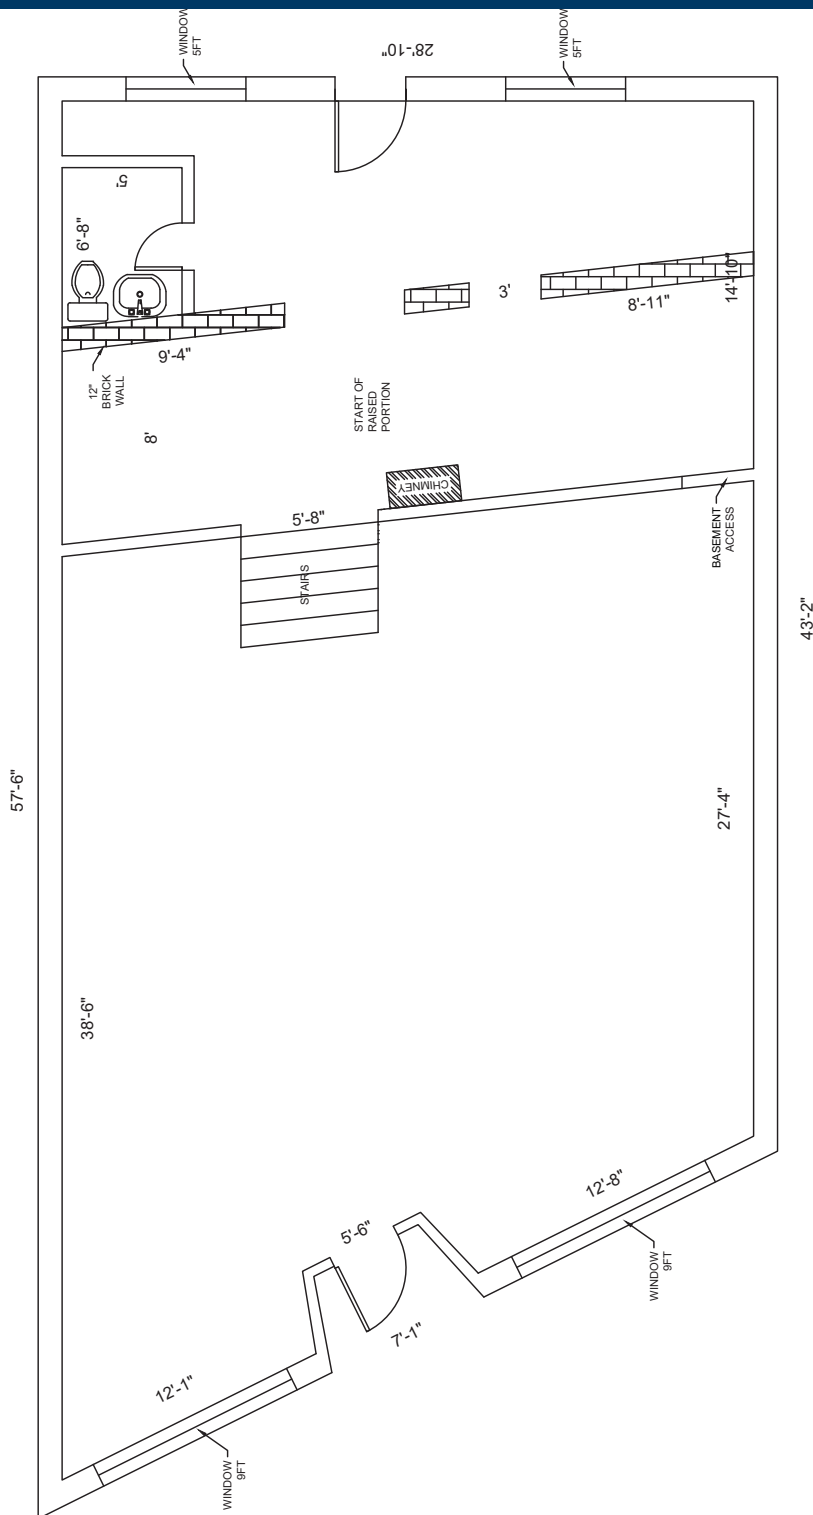 WINDOW
5FT
28'-10"
WINDOW
5FT
5'
6'-8"
3'
14'-10"
8'-11"
9'-4"
12"
BRICK
WALL
START OF
RAISED
PORTION
8'
CHIMNEY
5'-8"
BASEMENT
ACCESS
STAIRS
43'-2"
57'-6"
27'-4"
38'-6"
12'-8"
5'-6"
WINDOW
9FT
7'-1"
12'-1"
WINDOW
9FT